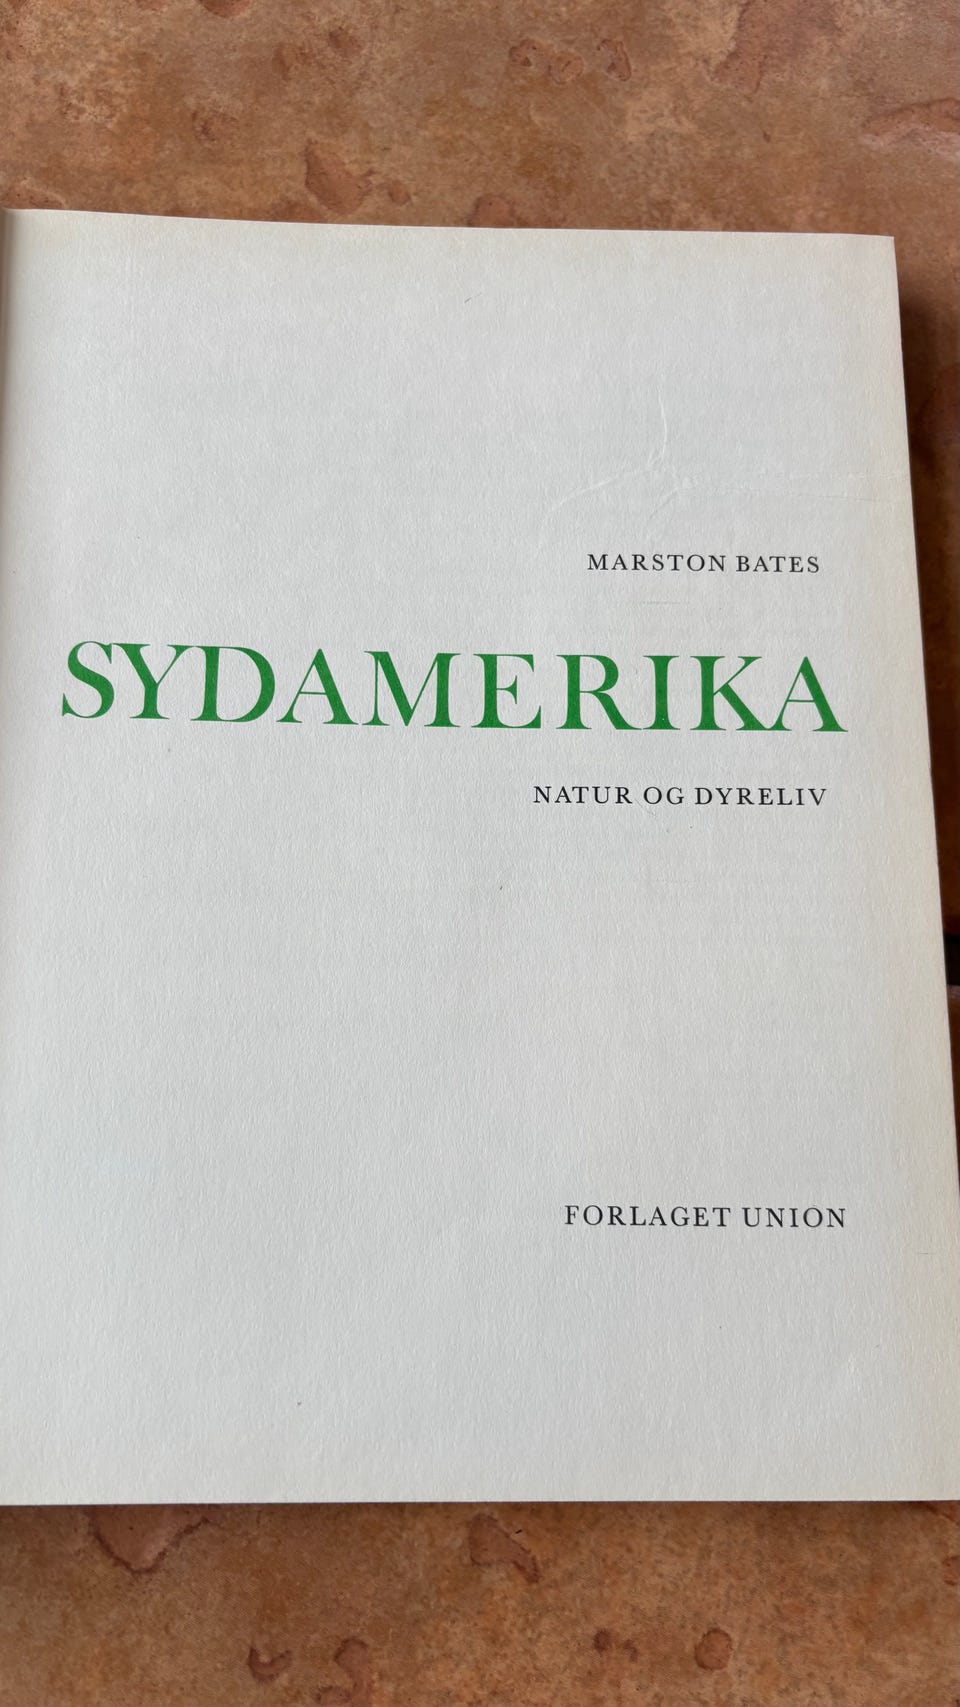 MARSTON BATES
SYDAMERIKA
NATUR OG DYRELIV
FORLAGET UNION